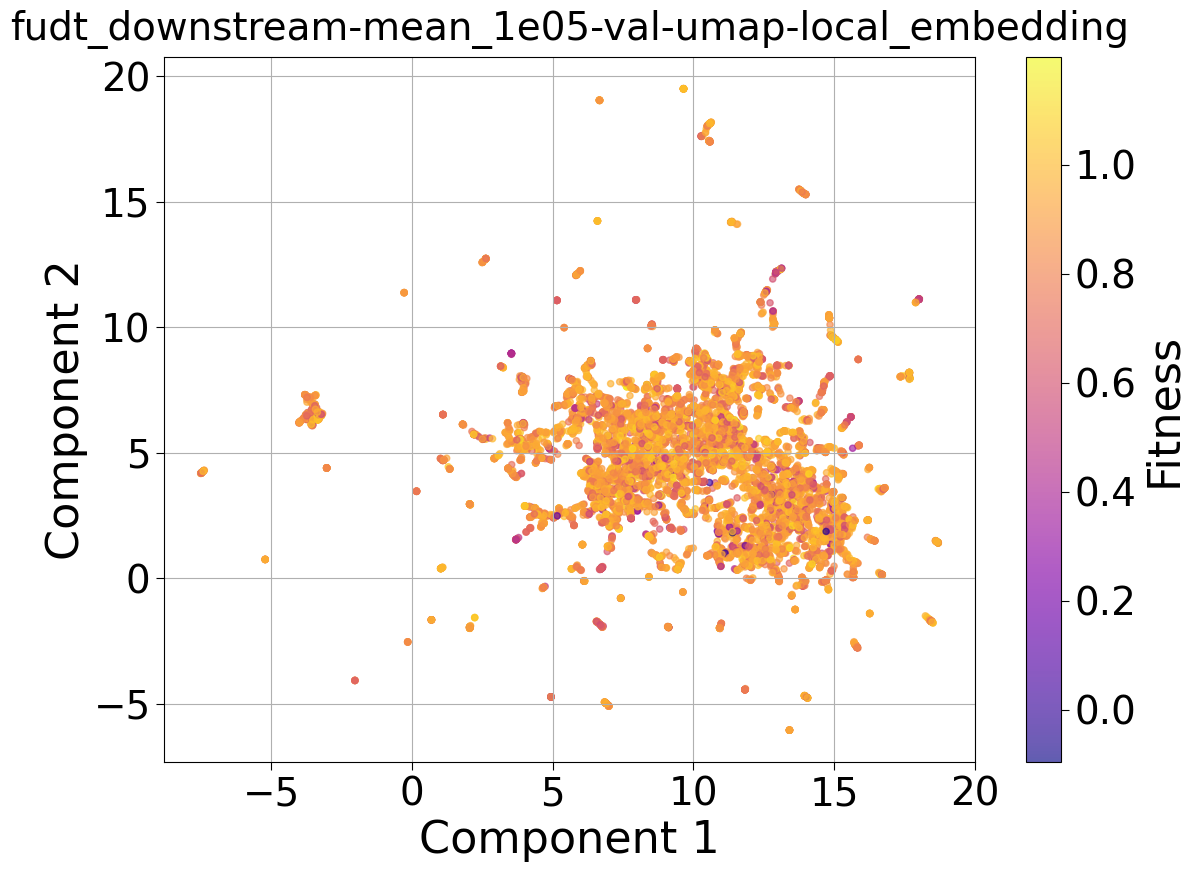 fudt_downstream-mean_1e05-val-umap-local_embedding
20
15
10
5
0
−5
Component 2
−5 0 5 10 15 20
Component 1
1.0
0.8
0.6
0.4
0.2
0.0
Fitness